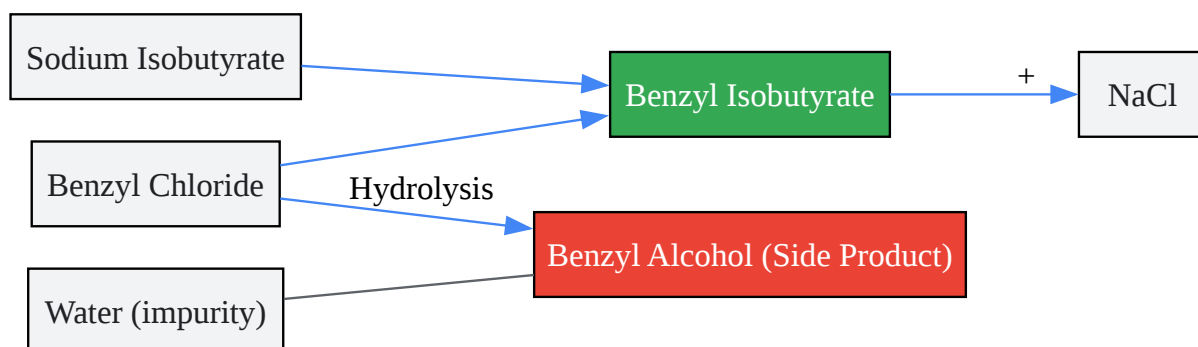 Sodium Isobutyrate
Benzyl Isobutyrate
+
NaCl
Benzyl Chloride
Hydrolysis
Benzyl Alcohol (Side Product)
Water (impurity)